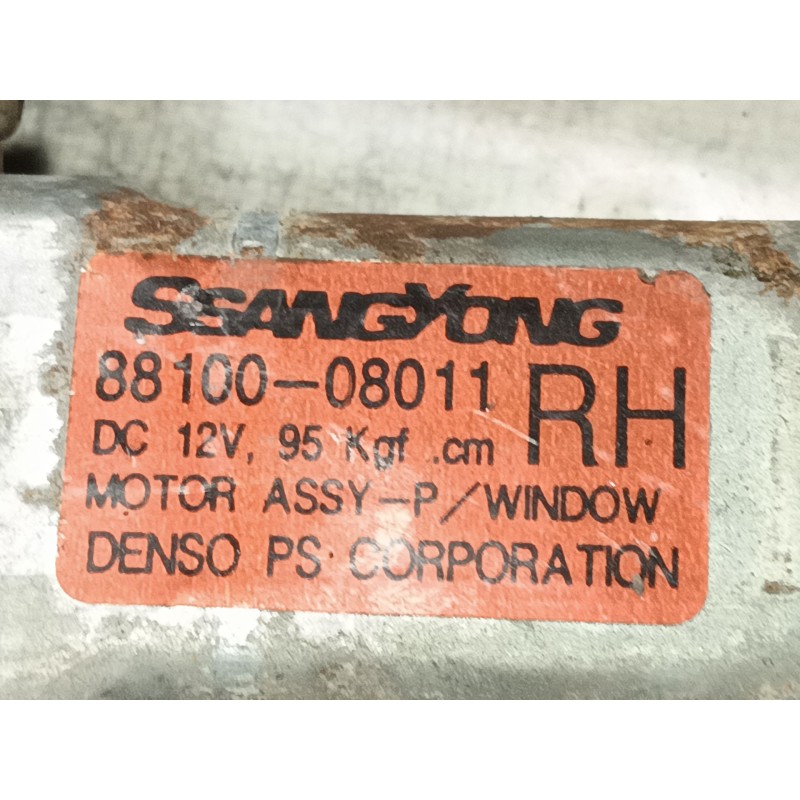 SSANGYONG
88100-08011 RH
DC 12V, 95 Kgf .cm
MOTOR ASSY-P/WINDOW
DENSO PS CORPORATION